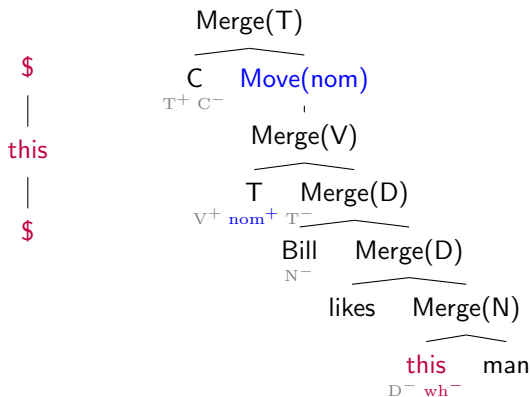 Merge(T)
$
C Move(nom)
T⁺ C⁻
Merge(V)
this
T Merge(D)
V⁺ nom⁺ T⁻
$
Bill Merge(D)
N⁻
likes Merge(N)
this man
D⁻ wh⁻